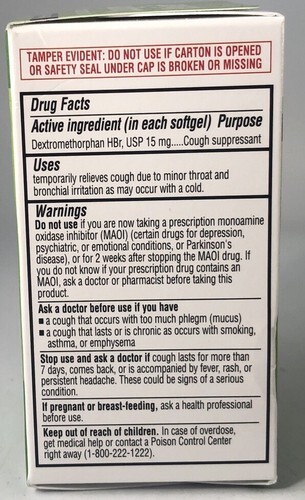 TAMPER EVIDENT: DO NOT USE IF CARTON IS OPENED
OR SAFETY SEAL UNDER CAP IS BROKEN OR MISSING
Drug Facts
Active ingredient (in each softgel) Purpose
Dextromethorphan HBr, USP 15 mg.....Cough suppressant
Uses
temporarily relieves cough due to minor throat and
bronchial irritation as may occur with a cold.
Warnings
Do not use if you are now taking a prescription monoamine
oxidase inhibitor (MAOI) (certain drugs for depression,
psychiatric, or emotional conditions, or Parkinson's
disease), or for 2 weeks after stopping the MAOI drug. If
you do not know if your prescription drug contains an
MAOI, ask a doctor or pharmacist before taking this
product.
Ask a doctor before use if you have
■ a cough that occurs with too much phlegm (mucus)
■ a cough that lasts or is chronic as occurs with smoking,
asthma, or emphysema
Stop use and ask a doctor if cough lasts for more than
7 days, comes back, or is accompanied by fever, rash, or
persistent headache. These could be signs of a serious
condition.
If pregnant or breast-feeding, ask a health professional
before use.
Keep out of reach of children. In case of overdose,
get medical help or contact a Poison Control Center
right away (1-800-222-1222).